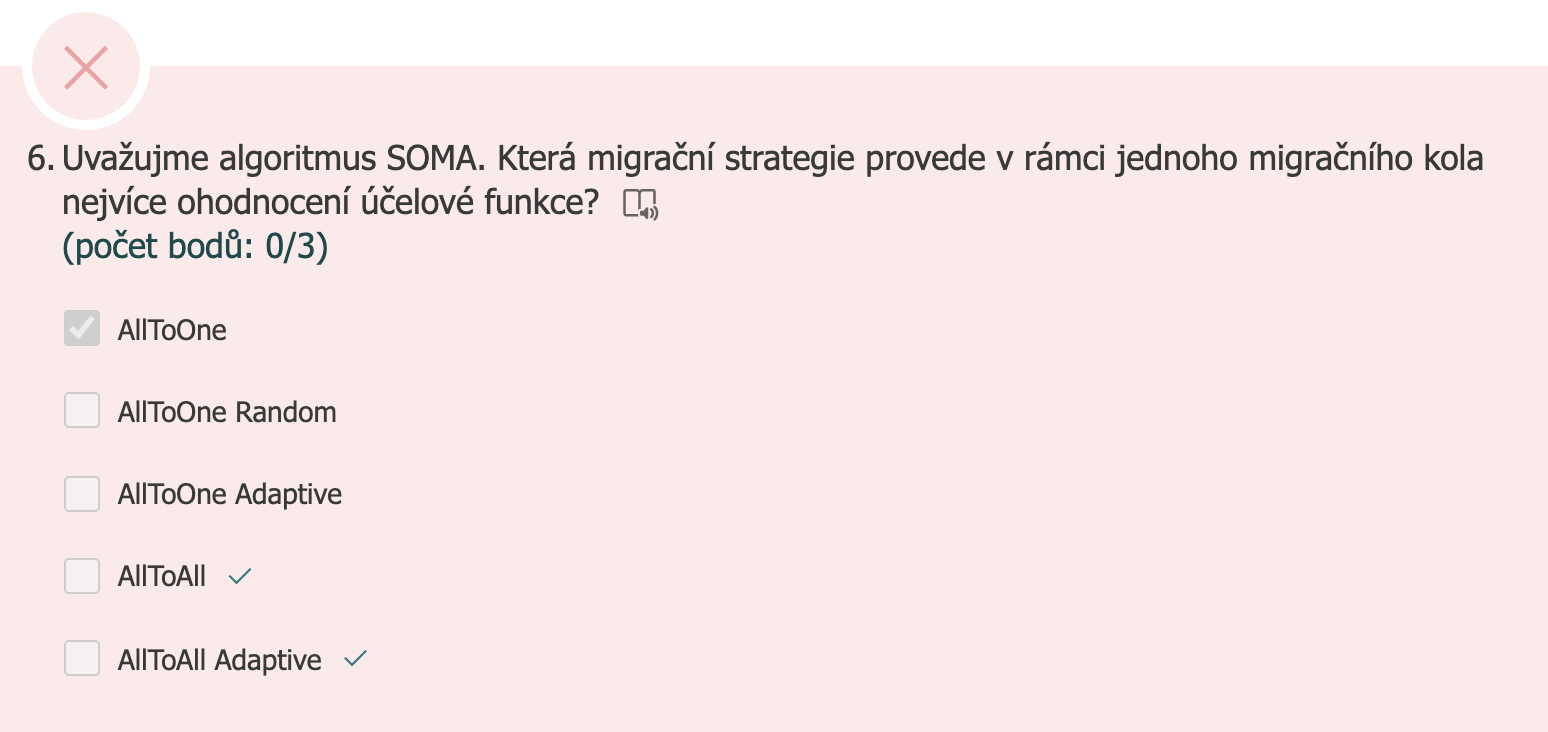 6. Uvažujme algoritmus SOMA. Která migrační strategie provede v rámci jednoho migračního kola
nejvíce ohodnocení účelové funkce?
(počet bodů: 0/3)
AllToOne
AllToOne Random
AllToOne Adaptive
AllToAll
AllToAll Adaptive